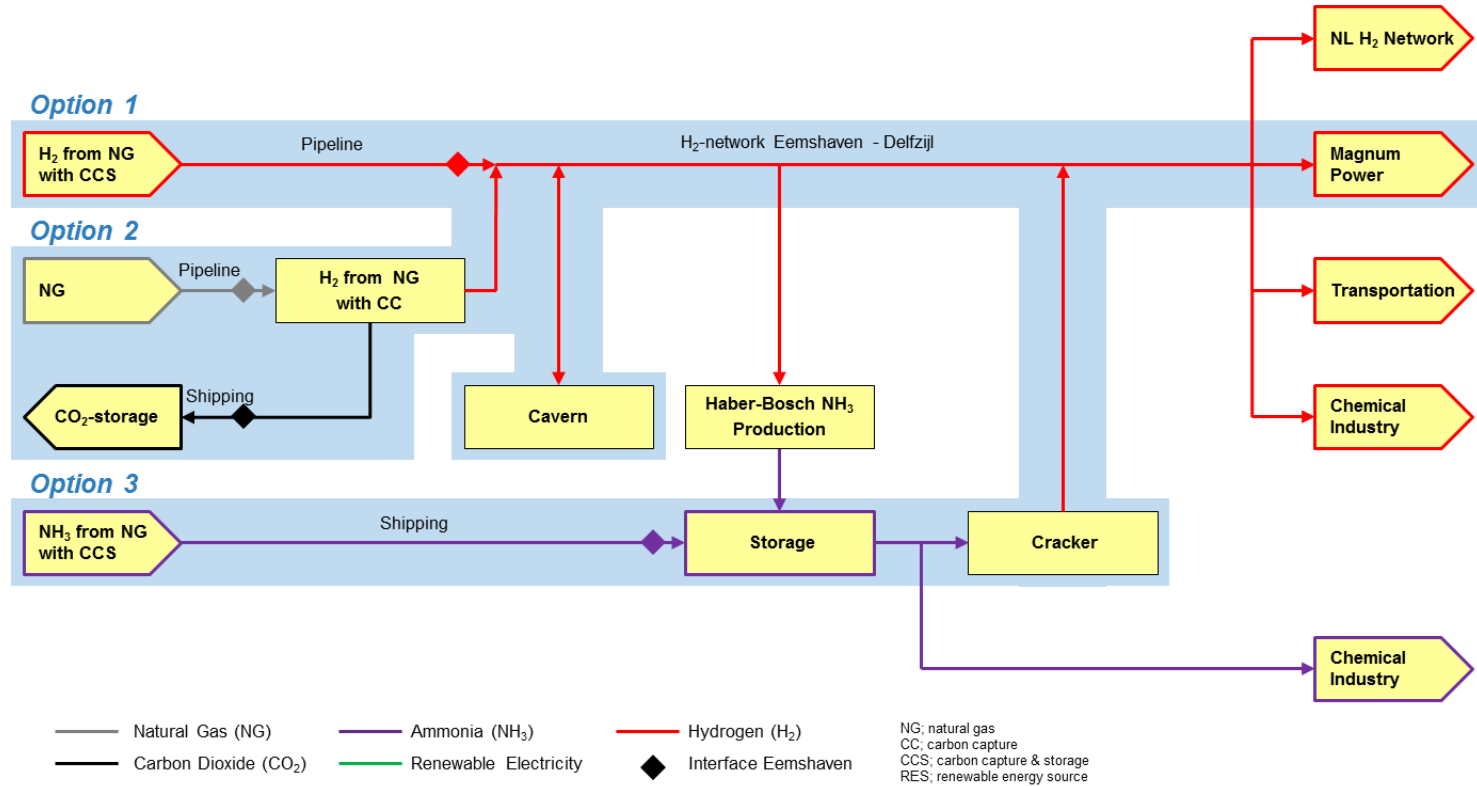 NL H₂ Network
Option 1
H₂ from NG
with CCS
Pipeline
H₂-network Eemshaven - Delfzijl
Magnum
Power
Option 2
NG
Pipeline
H₂ from NG
with CC
Transportation
CO₂-storage
Shipping
Cavern
Haber-Bosch NH₃
Production
Chemical
Industry
Option 3
NH₃ from NG
with CCS
Shipping
Storage
Cracker
Chemical
Industry
Natural Gas (NG)
Ammonia (NH₃)
Hydrogen (H₂)
Carbon Dioxide (CO₂)
Renewable Electricity
Interface Eemshaven
NG; natural gas
CC; carbon capture
CCS; carbon capture & storage
RES; renewable energy source